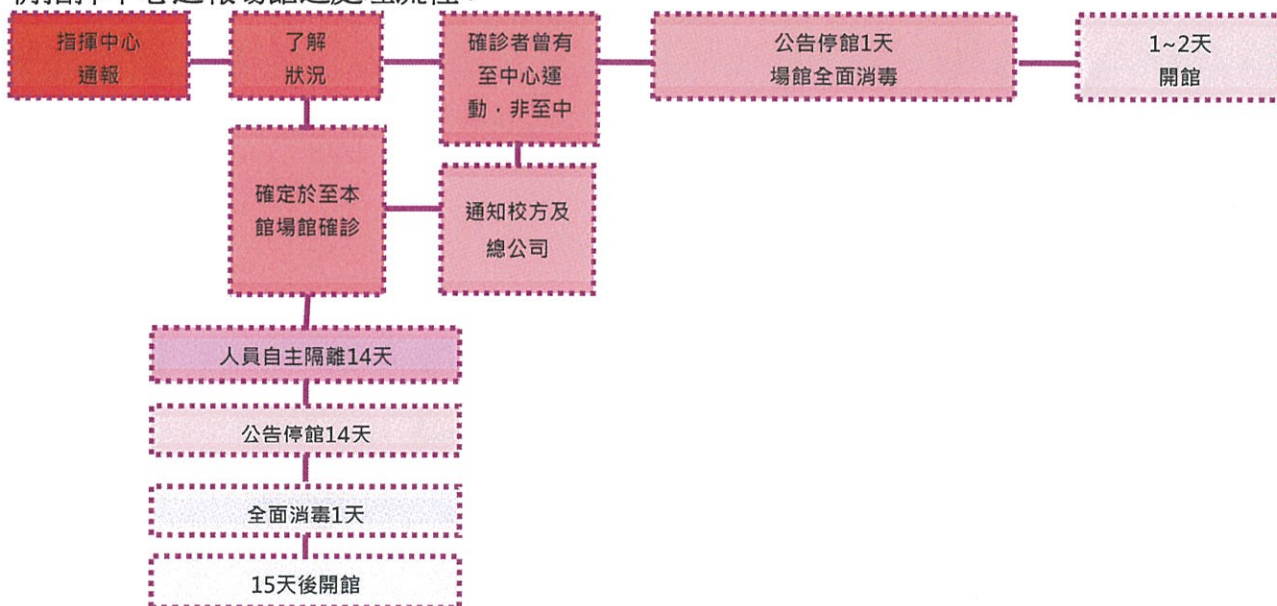 指揮中心
通報
了解
狀況
確診者曾有
至中心運
動，非至中
公告停館1天
場館全面消毒
1~2天
開館
確定於至本
館場館確診
通知校方及
總公司
人員自主隔離14天
公告停館14天
全面消毒1天
15天後開館